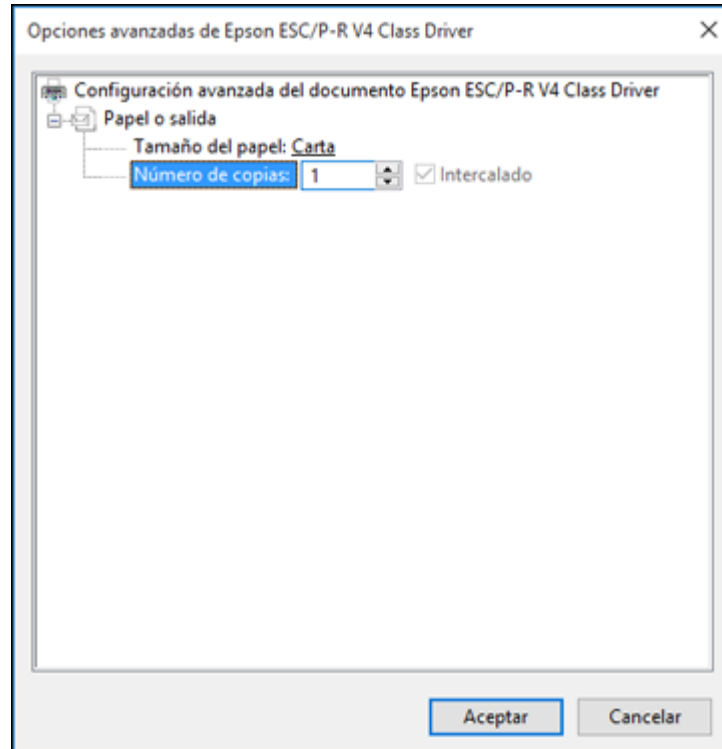 Opciones avanzadas de Epson ESC/P-R V4 Class Driver
Configuración avanzada del documento Epson ESC/P-R V4 Class Driver
Papel o salida
Tamaño del papel: Carta
Número de copias: 1 Intercalado
Aceptar Cancelar